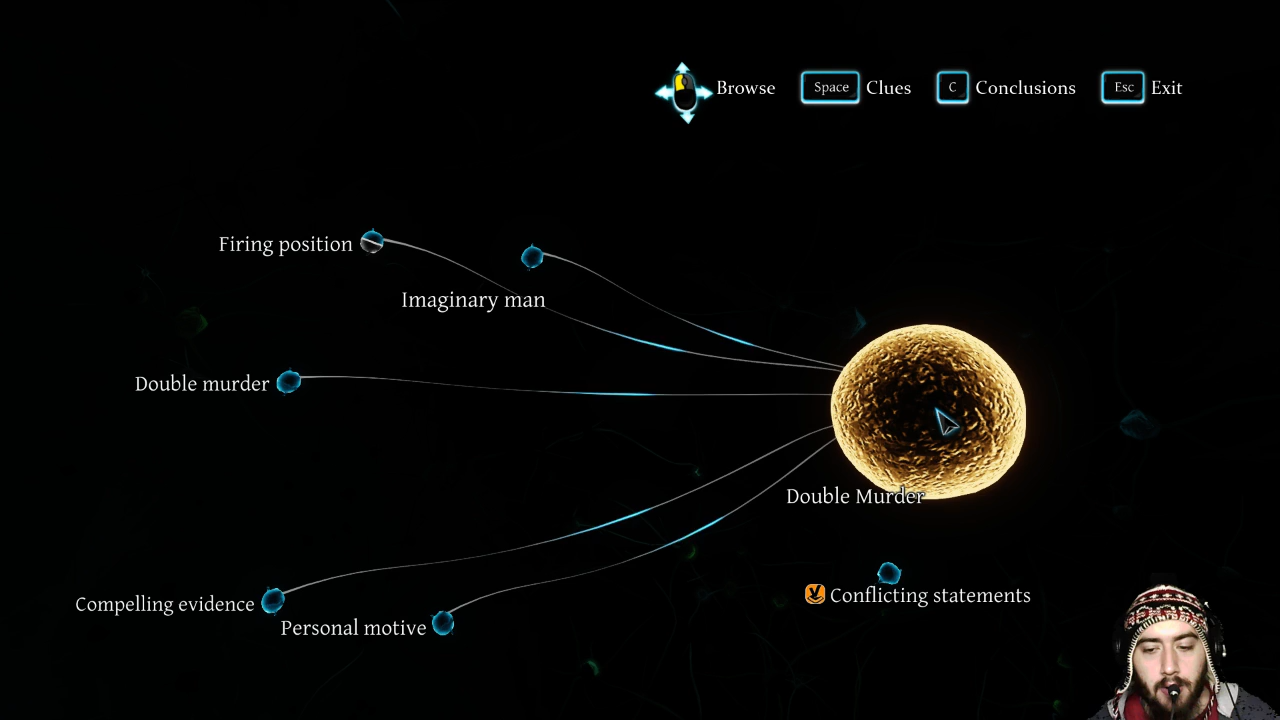 Browse
Space
Clues
C
Conclusions
Esc
Exit
Firing position
Imaginary man
Double murder
Double Murder
Conflicting statements
Compelling evidence
Personal motive